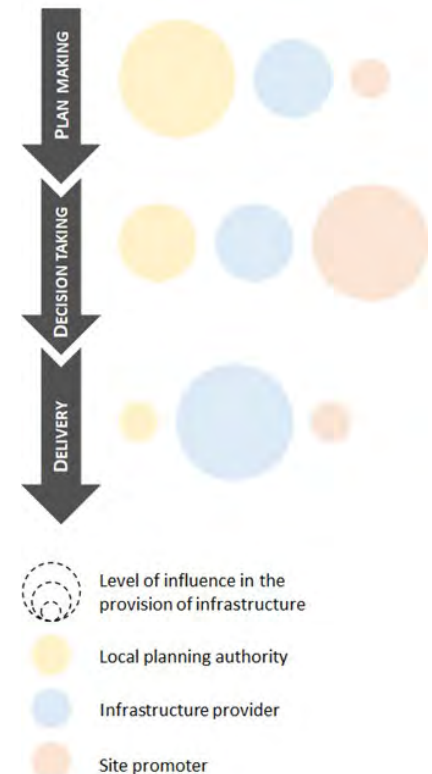 PLAN MAKING
DECISION TAKING
DELIVERY
Level of influence in the
provision of infrastructure
Local planning authority
Infrastructure provider
Site promoter